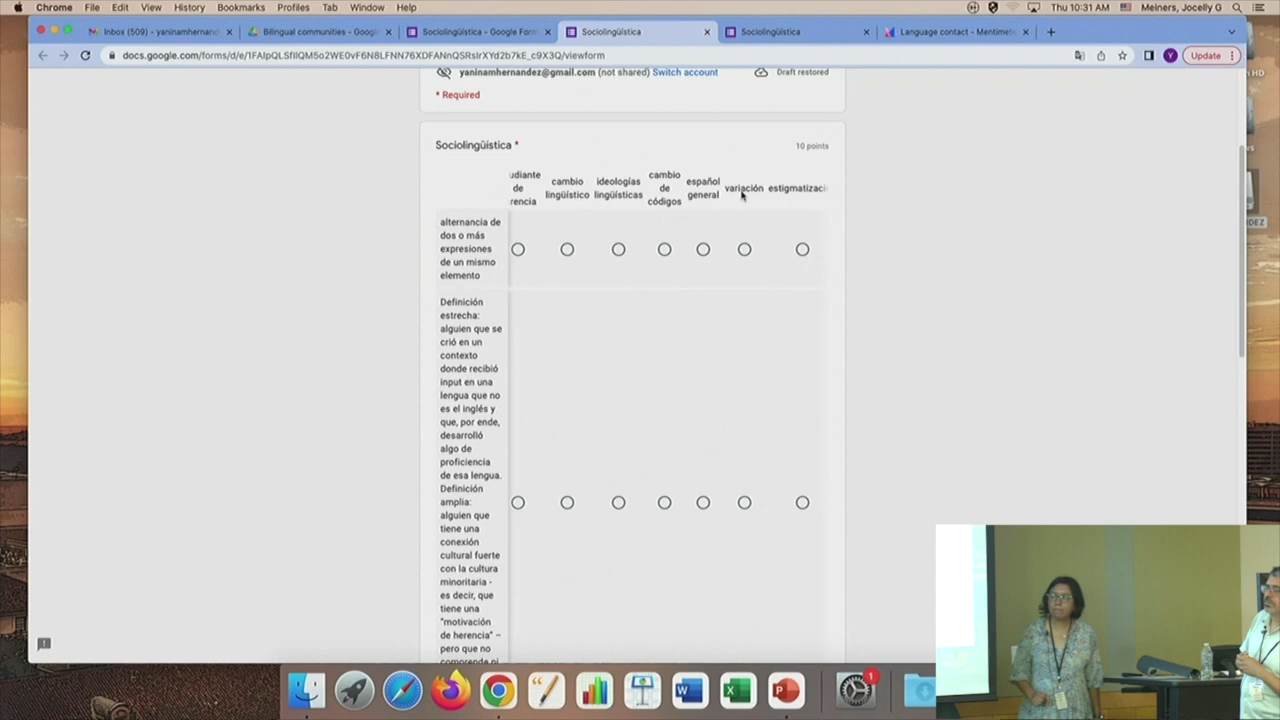 Chrome File Edit View History Bookmarks Profiles Tab Window Help
Thu 10:31 AM Meiners, Jocelly G
Inbox (509) - yaninamhernand
Bilingual communities - Google
Sociolingüística - Google Form
Sociolingüística
Sociolingüística
Language contact - Mentimete
docs.google.com/forms/d/e/1FAIpQLSfIlQM5o2WE0vF6N8LFNN76XDFANnQSRsIrXYd2b7kE_c9X3Q/viewform
Update
yaninamhernandez@gmail.com (not shared) Switch account
Draft restored
* Required
Sociolingüística *
10 points
udiante
de
rencia
cambio
lingüístico
ideologías
lingüísticas
cambio
de
códigos
español
general
variación
estigmatizació
alternancia de
dos o más
expresiones
de un mismo
elemento
Definición
estrecha:
alguien que se
crió en un
contexto
donde recibió
input en una
lengua que no
es el inglés y
que, por ende,
desarrolló
algo de
proficiencia
de esa lengua.
Definición
amplia:
alguien que
tiene una
conexión
cultural fuerte
con la cultura
minoritaria -
es decir, que
tiene una
"motivación
de herencia" –
pero que no
comprende ni
1